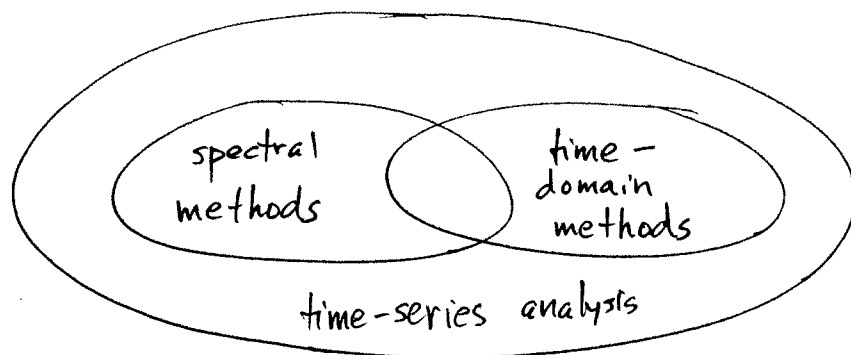 spectral
methods
time -
domain
methods
time-series analysis